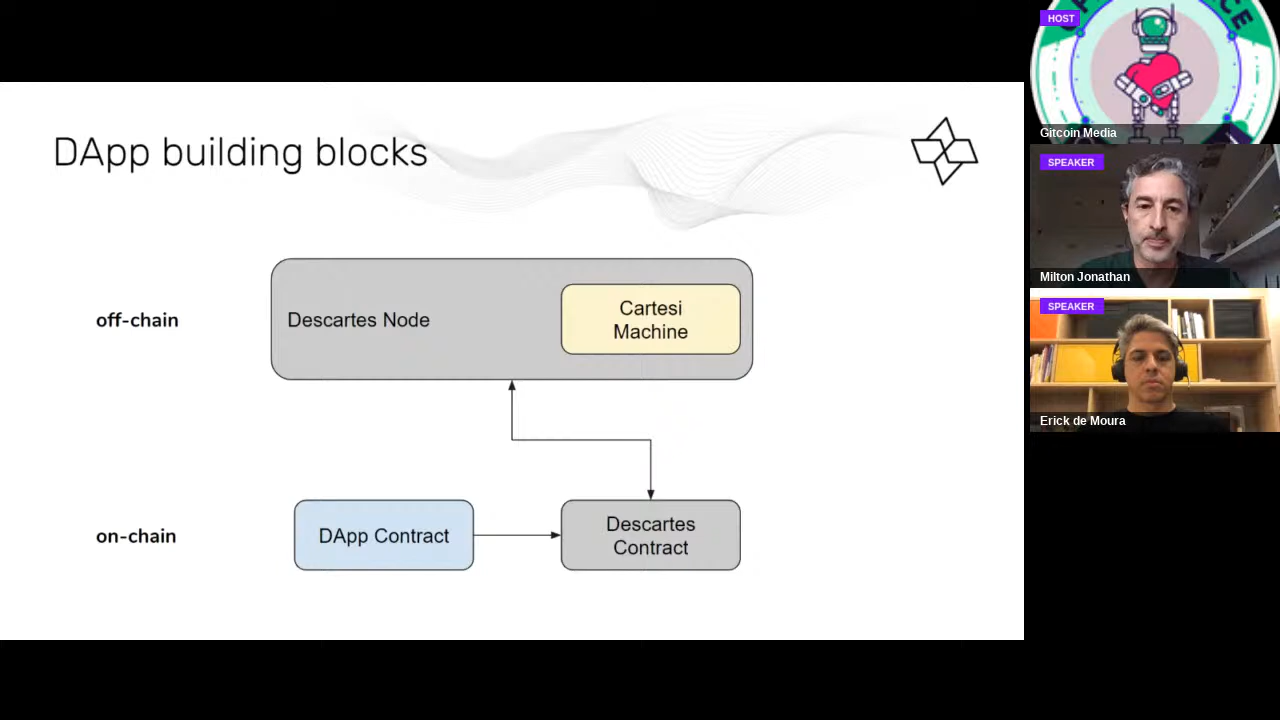 DApp building blocks
off-chain
Descartes Node
Cartesi
Machine
on-chain
DApp Contract
Descartes
Contract
HOST
Gitcoin Media
SPEAKER
Milton Jonathan
SPEAKER
Erick de Moura